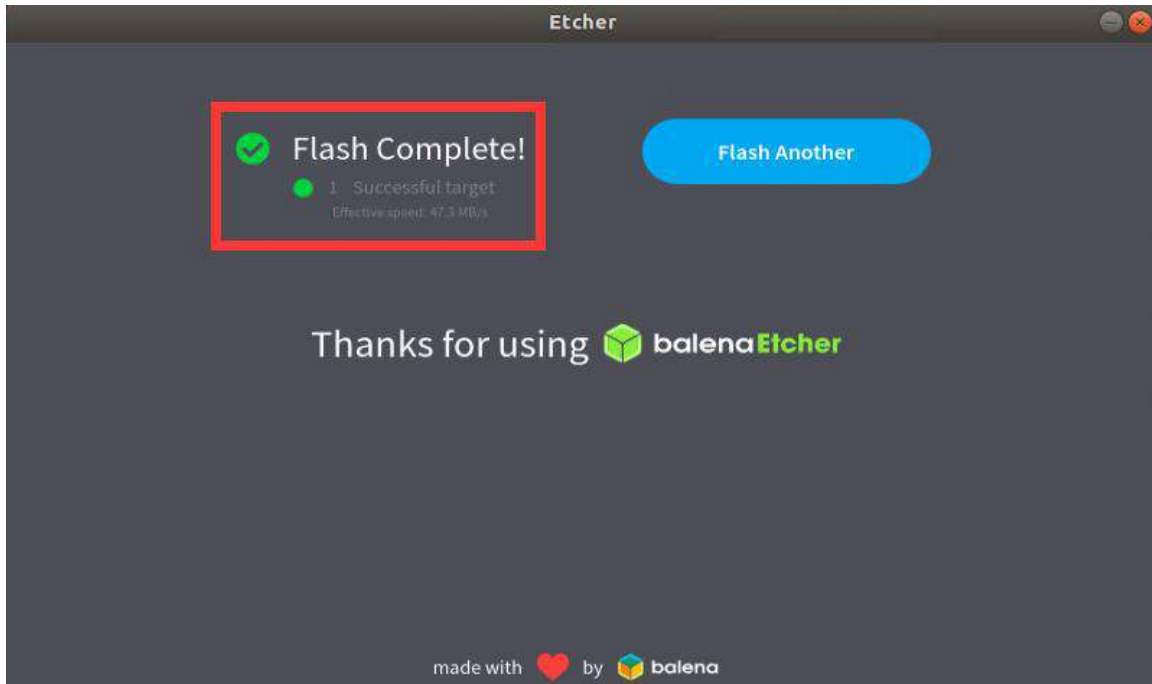 Etcher
Flash Complete!
1 Successful target
Effective speed: 47.3 MB/s
Flash Another
Thanks for using balenaEtcher
made with by balena